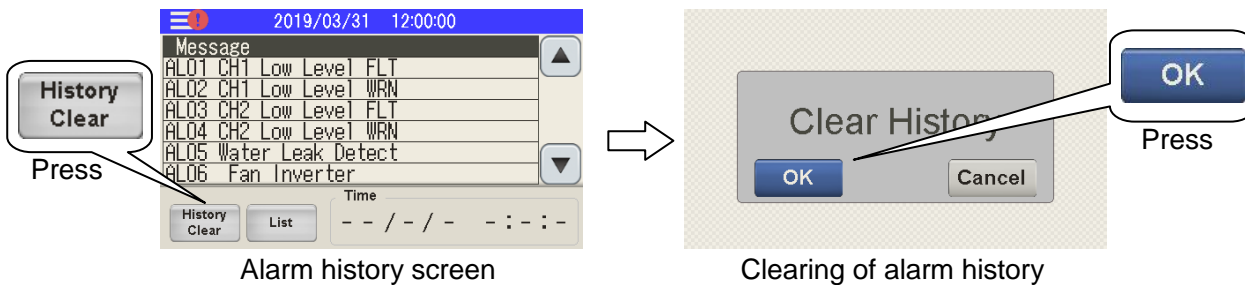 2019/03/31 12:00:00
Message
AL01 CH1 Low Level FLT
AL02 CH1 Low Level WRN
AL03 CH2 Low Level FLT
AL04 CH2 Low Level WRN
AL05 Water Leak Detect
AL06 Fan Inverter
History
Clear
Press
History
Clear
List
Time
--/-/- -:-:-
Alarm history screen
Clear History
OK
Cancel
OK
Press
Clearing of alarm history